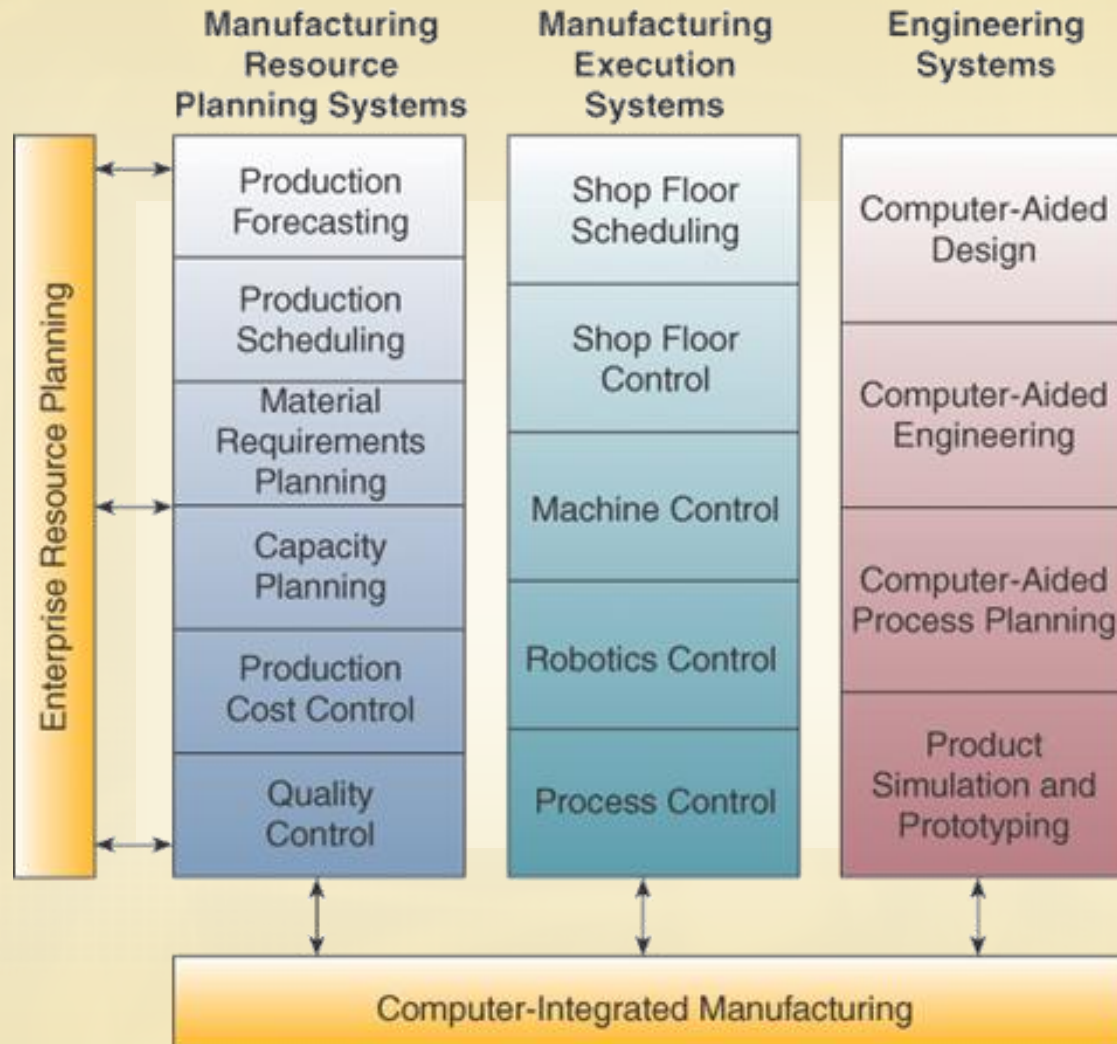 Manufacturing
Resource
Planning Systems
Manufacturing
Execution
Systems
Engineering
Systems
Enterprise Resource Planning
Production
Forecasting
Production
Scheduling
Material
Requirements
Planning
Capacity
Planning
Production
Cost Control
Quality
Control
Shop Floor
Scheduling
Shop Floor
Control
Machine Control
Robotics Control
Process Control
Computer-Aided
Design
Computer-Aided
Engineering
Computer-Aided
Process Planning
Product
Simulation and
Prototyping
Computer-Integrated Manufacturing